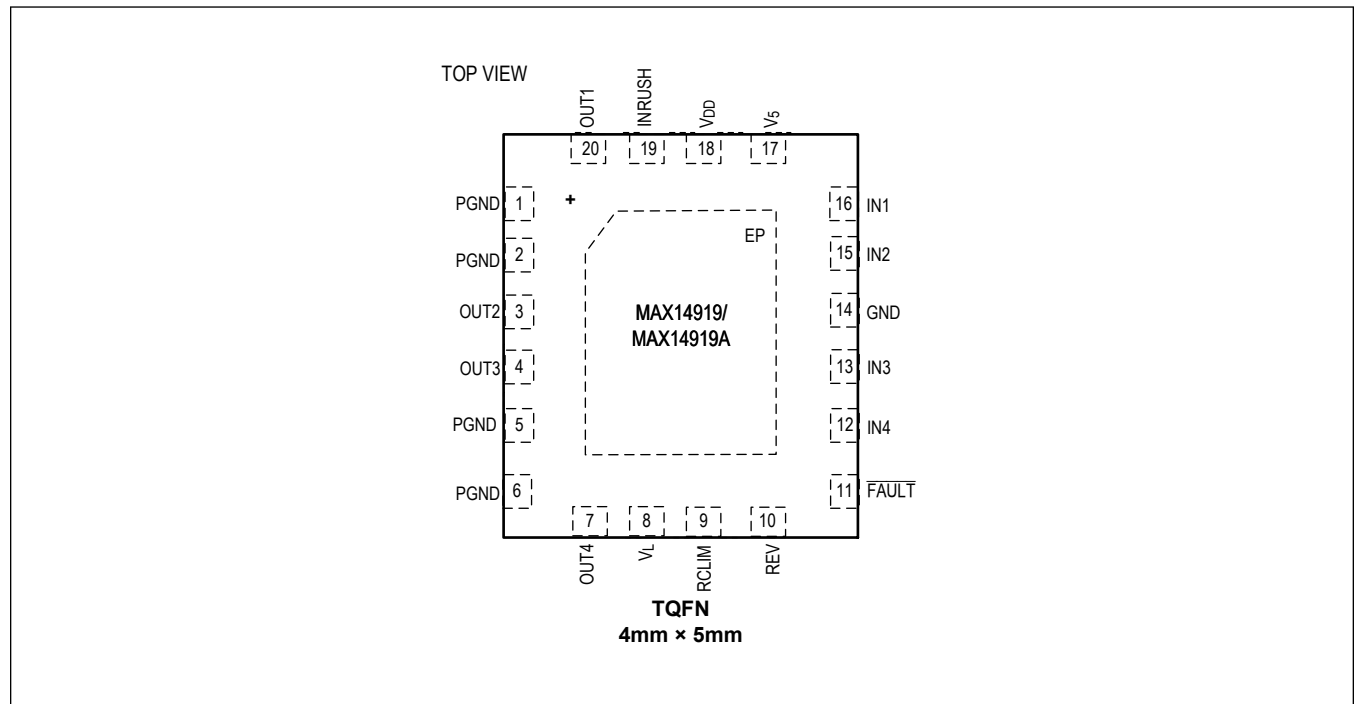 TOP VIEW
OUT1
INRUSH
VDD
V5
20
19
18
17
PGND 1
+
16 IN1
PGND 2
EP
15 IN2
OUT2 3
MAX14919/
MAX14919A
14 GND
OUT3 4
13 IN3
PGND 5
12 IN4
PGND 6
11 FAULT
7
8
9
10
OUT4
VL
RCLIM
REV
TQFN
4mm × 5mm